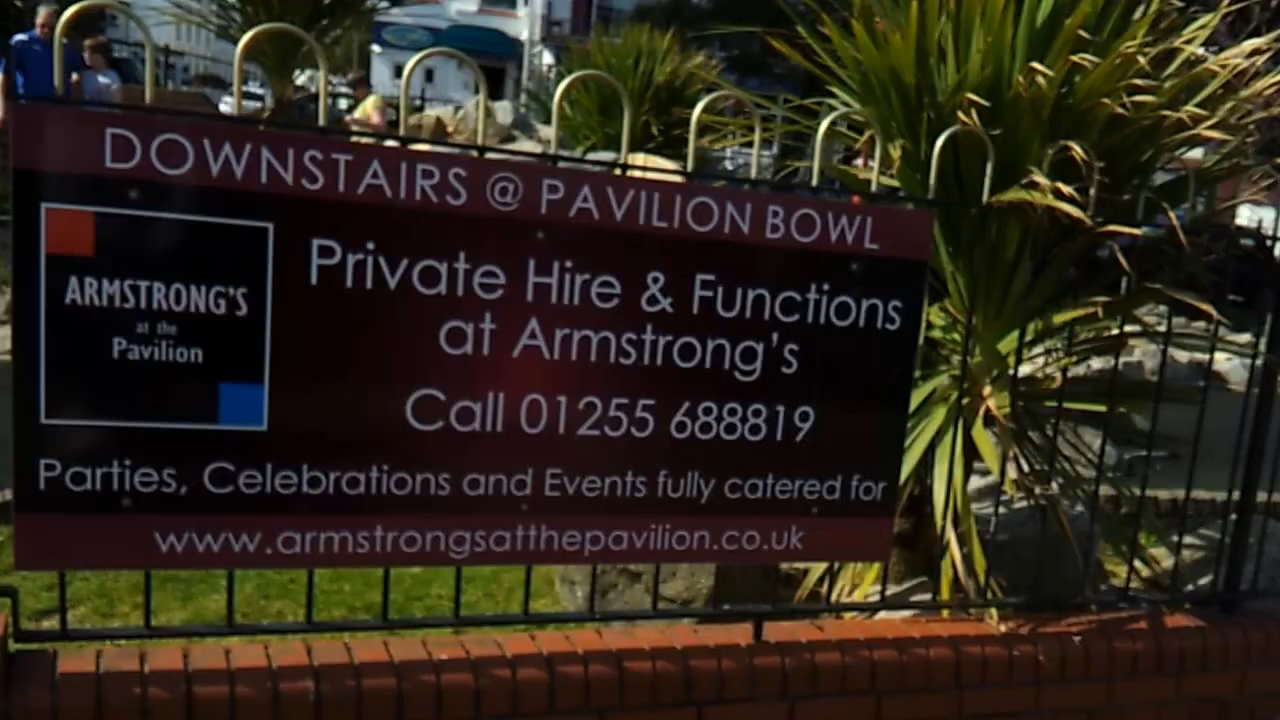 DOWNSTAIRS @ PAVILION BOWL
ARMSTRONG'S
at the
Pavilion
Private Hire & Functions
at Armstrong's
Call 01255 688819
Parties, Celebrations and Events fully catered for
www.armstrongsatthepavilion.co.uk